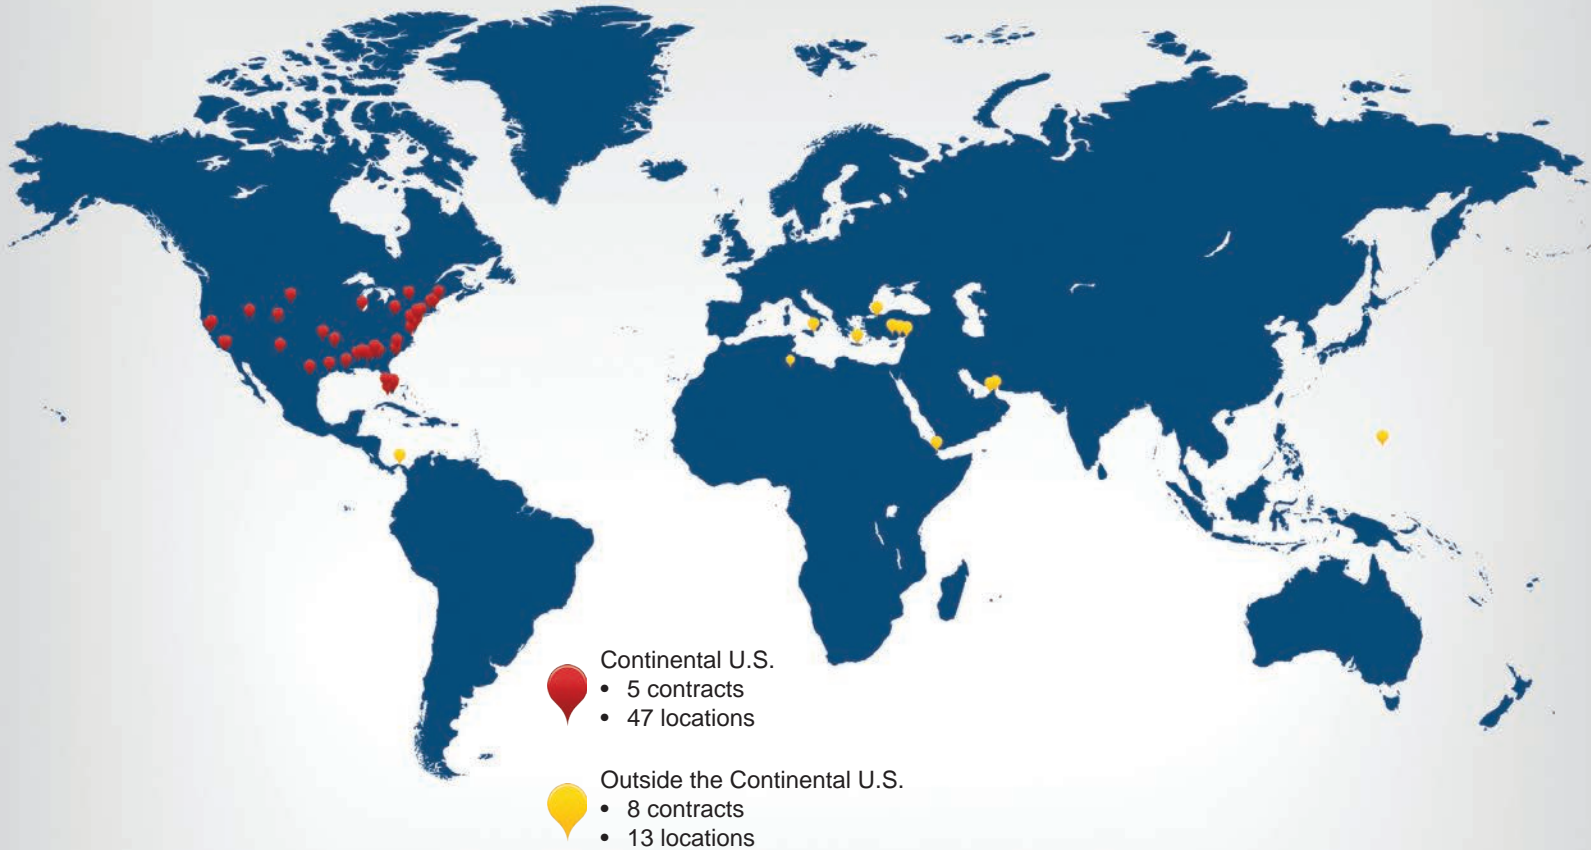 Continental U.S.
• 5 contracts
• 47 locations
Outside the Continental U.S.
• 8 contracts
• 13 locations